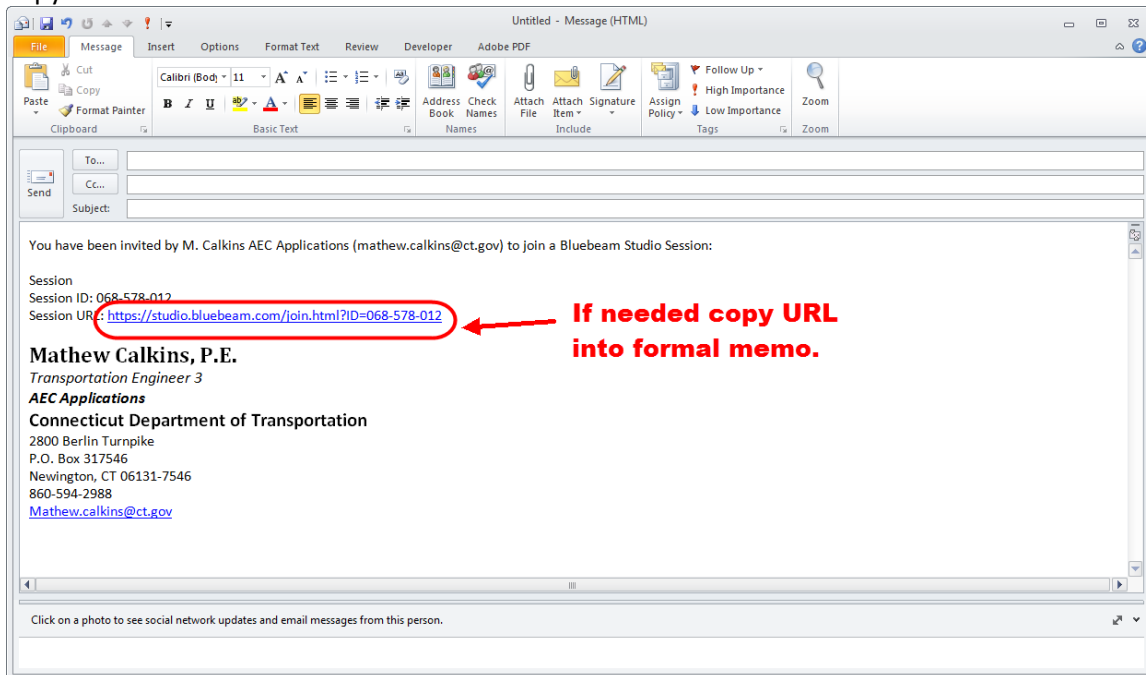 Untitled - Message (HTML)
File Message Insert Options Format Text Review Developer Adobe PDF
Paste
Cut
Copy
Format Painter
Clipboard
Calibri (Body 11
B I U
Basic Text
Address Book
Check Names
Names
Attach File
Attach Item
Signature
Include
Assign Policy
Follow Up
High Importance
Low Importance
Tags
Zoom
Zoom
Send
To...
Cc...
Subject:
You have been invited by M. Calkins AEC Applications (mathew.calkins@ct.gov) to join a Bluebeam Studio Session:
Session
Session ID: 068-578-012
Session URL: https://studio.bluebeam.com/join.html?ID=068-578-012
If needed copy URL
into formal memo.
Mathew Calkins, P.E.
Transportation Engineer 3
AEC Applications
Connecticut Department of Transportation
2800 Berlin Turnpike
P.O. Box 317546
Newington, CT 06131-7546
860-594-2988
Mathew.calkins@ct.gov
Click on a photo to see social network updates and email messages from this person.